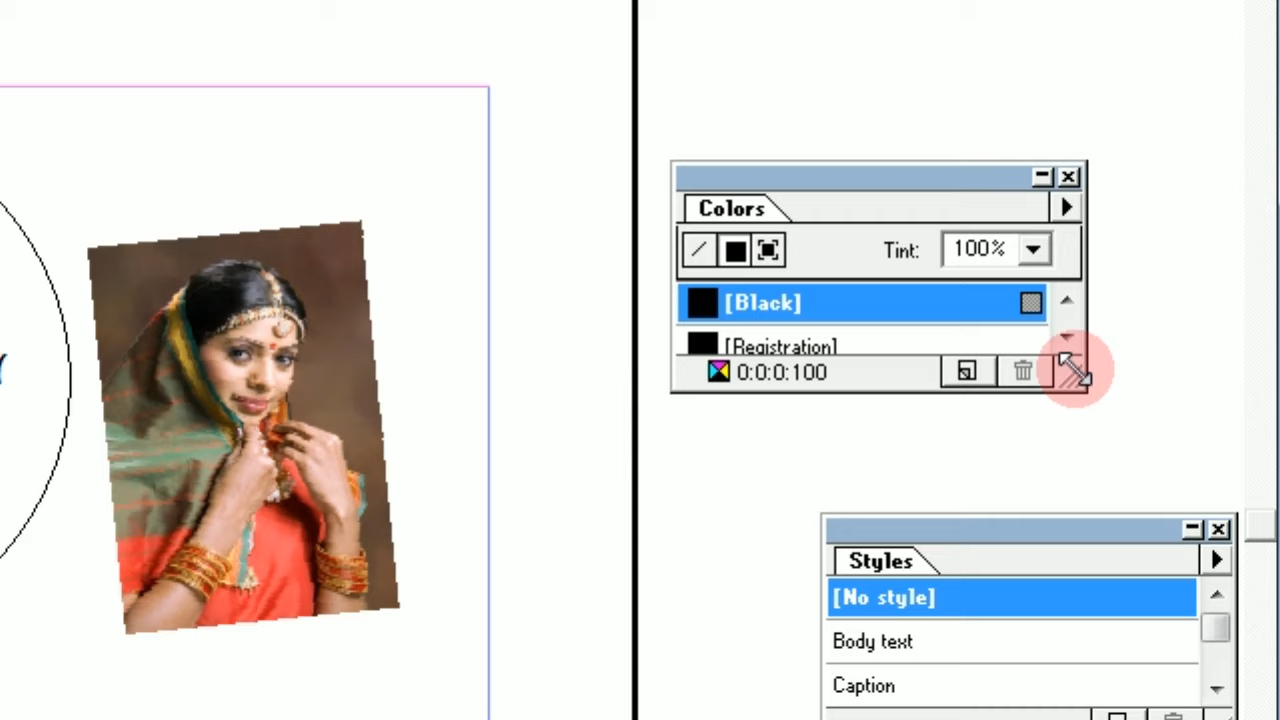 Colors
Tint: 100%
[Black]
[Registration]
0:0:0:100
Styles
[No style]
Body text
Caption